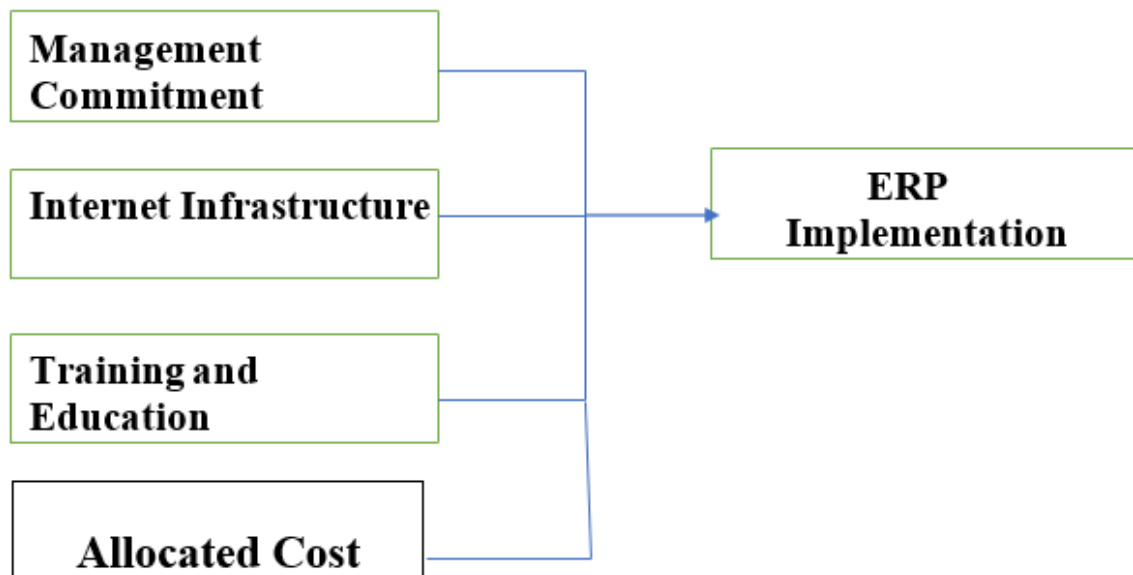 Management
Commitment
Internet Infrastructure
ERP
Implementation
Training and
Education
Allocated Cost